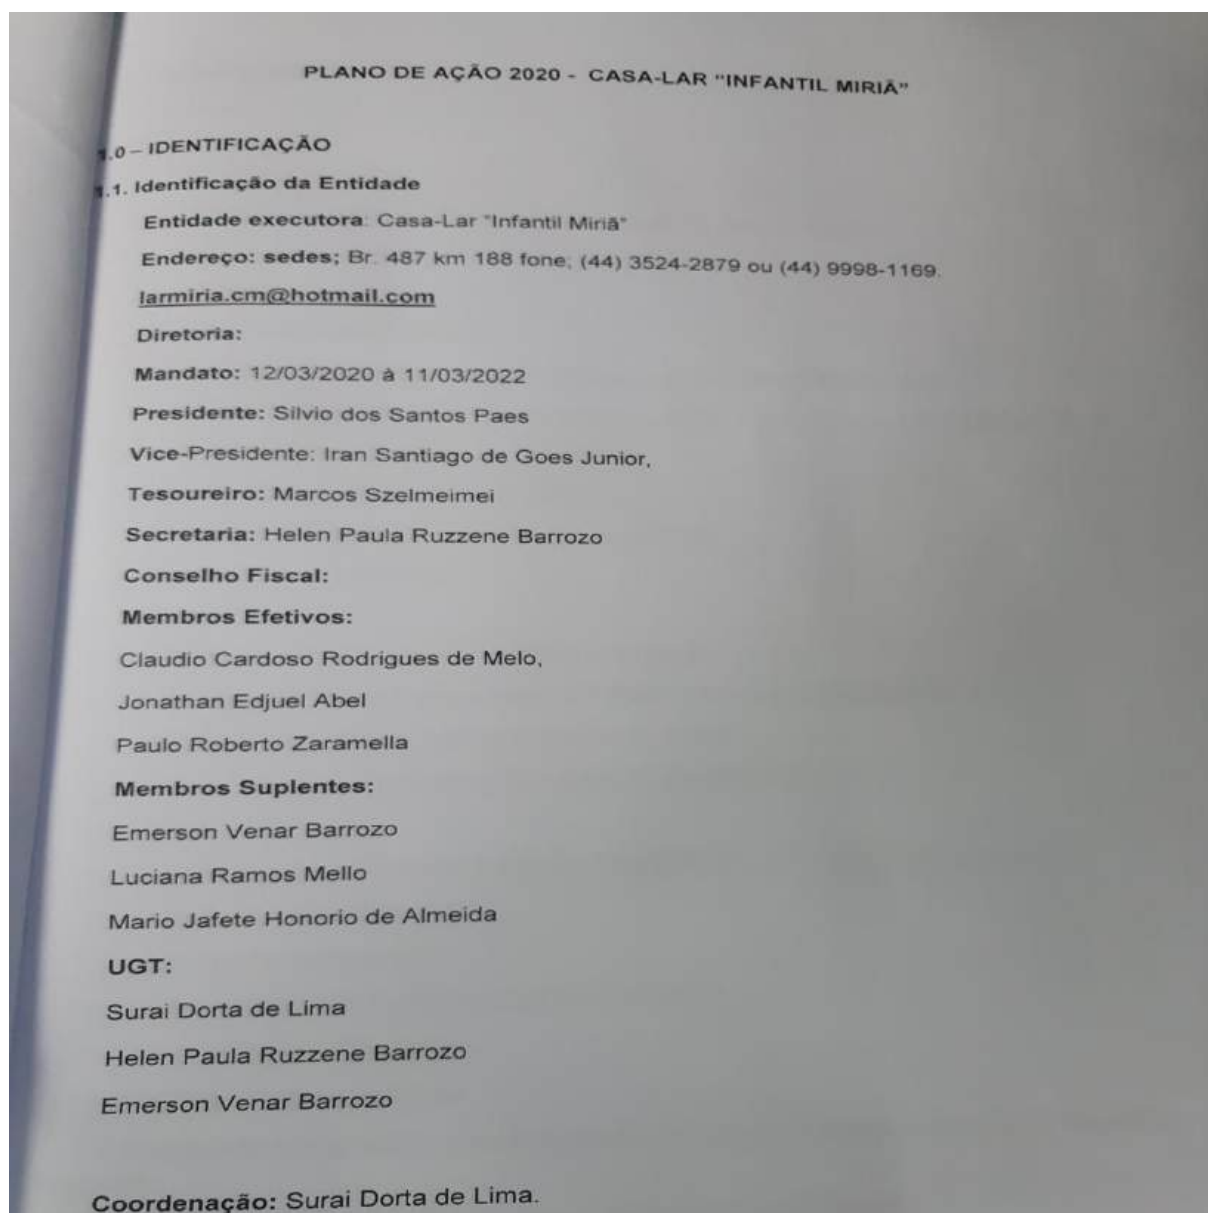 PLANO DE AÇÃO 2020 - CASA-LAR "INFANTIL MIRIÃ"
1.0 – IDENTIFICAÇÃO
1.1. Identificação da Entidade
Entidade executora: Casa-Lar "Infantil Miriã"
Endereço: sedes; Br. 487 km 188 fone; (44) 3524-2879 ou (44) 9998-1169.
larmiria.cm@hotmail.com
Diretoria:
Mandato: 12/03/2020 à 11/03/2022
Presidente: Silvio dos Santos Paes
Vice-Presidente: Iran Santiago de Goes Junior,
Tesoureiro: Marcos Szelmeimei
Secretaria: Helen Paula Ruzzene Barrozo
Conselho Fiscal:
Membros Efetivos:
Claudio Cardoso Rodrigues de Melo,
Jonathan Edjuel Abel
Paulo Roberto Zaramella
Membros Suplentes:
Emerson Venar Barrozo
Luciana Ramos Mello
Mario Jafete Honorio de Almeida
UGT:
Surai Dorta de Lima
Helen Paula Ruzzene Barrozo
Emerson Venar Barrozo
Coordenação: Surai Dorta de Lima.